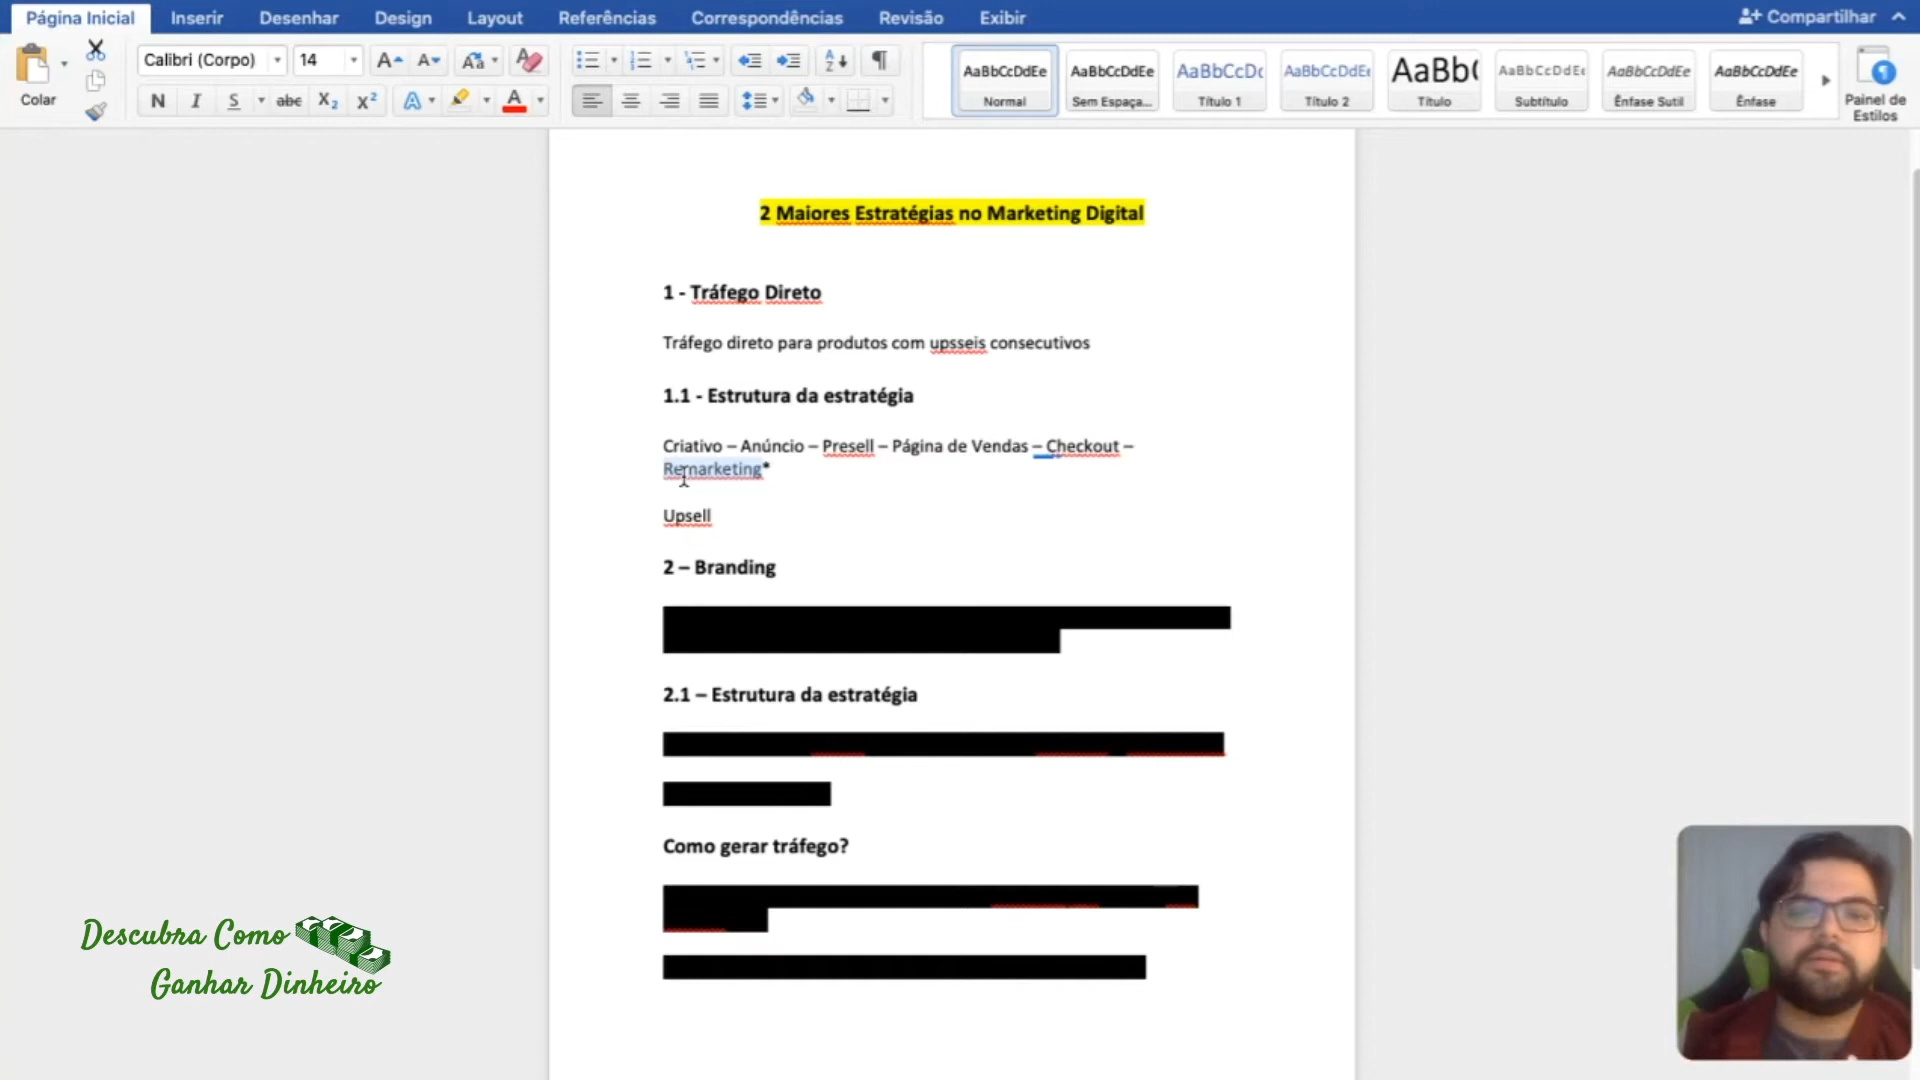 Página Inicial Inserir Desenhar Design Layout Referências Correspondências Revisão Exibir Compartilhar
Calibri (Corpo) 14
Colar
N I S abc X₂ X²
AaBbCcDdEe Normal
AaBbCcDdEe Sem Espaça...
AaBbCcDc Título 1
AaBbCcDdEe Título 2
AaBb( Título
AaBbCcDdEe Subtítulo
AaBbCcDdEe Ênfase Sutil
AaBbCcDdEe Ênfase
Painel de
Estilos
2 Maiores Estratégias no Marketing Digital
1 - Tráfego Direto
Tráfego direto para produtos com upsseis consecutivos
1.1 - Estrutura da estratégia
Criativo – Anúncio – Presell – Página de Vendas – Checkout –
Remarketing*
Upsell
2 – Branding
2.1 – Estrutura da estratégia
Como gerar tráfego?
Descubra Como
Ganhar Dinheiro